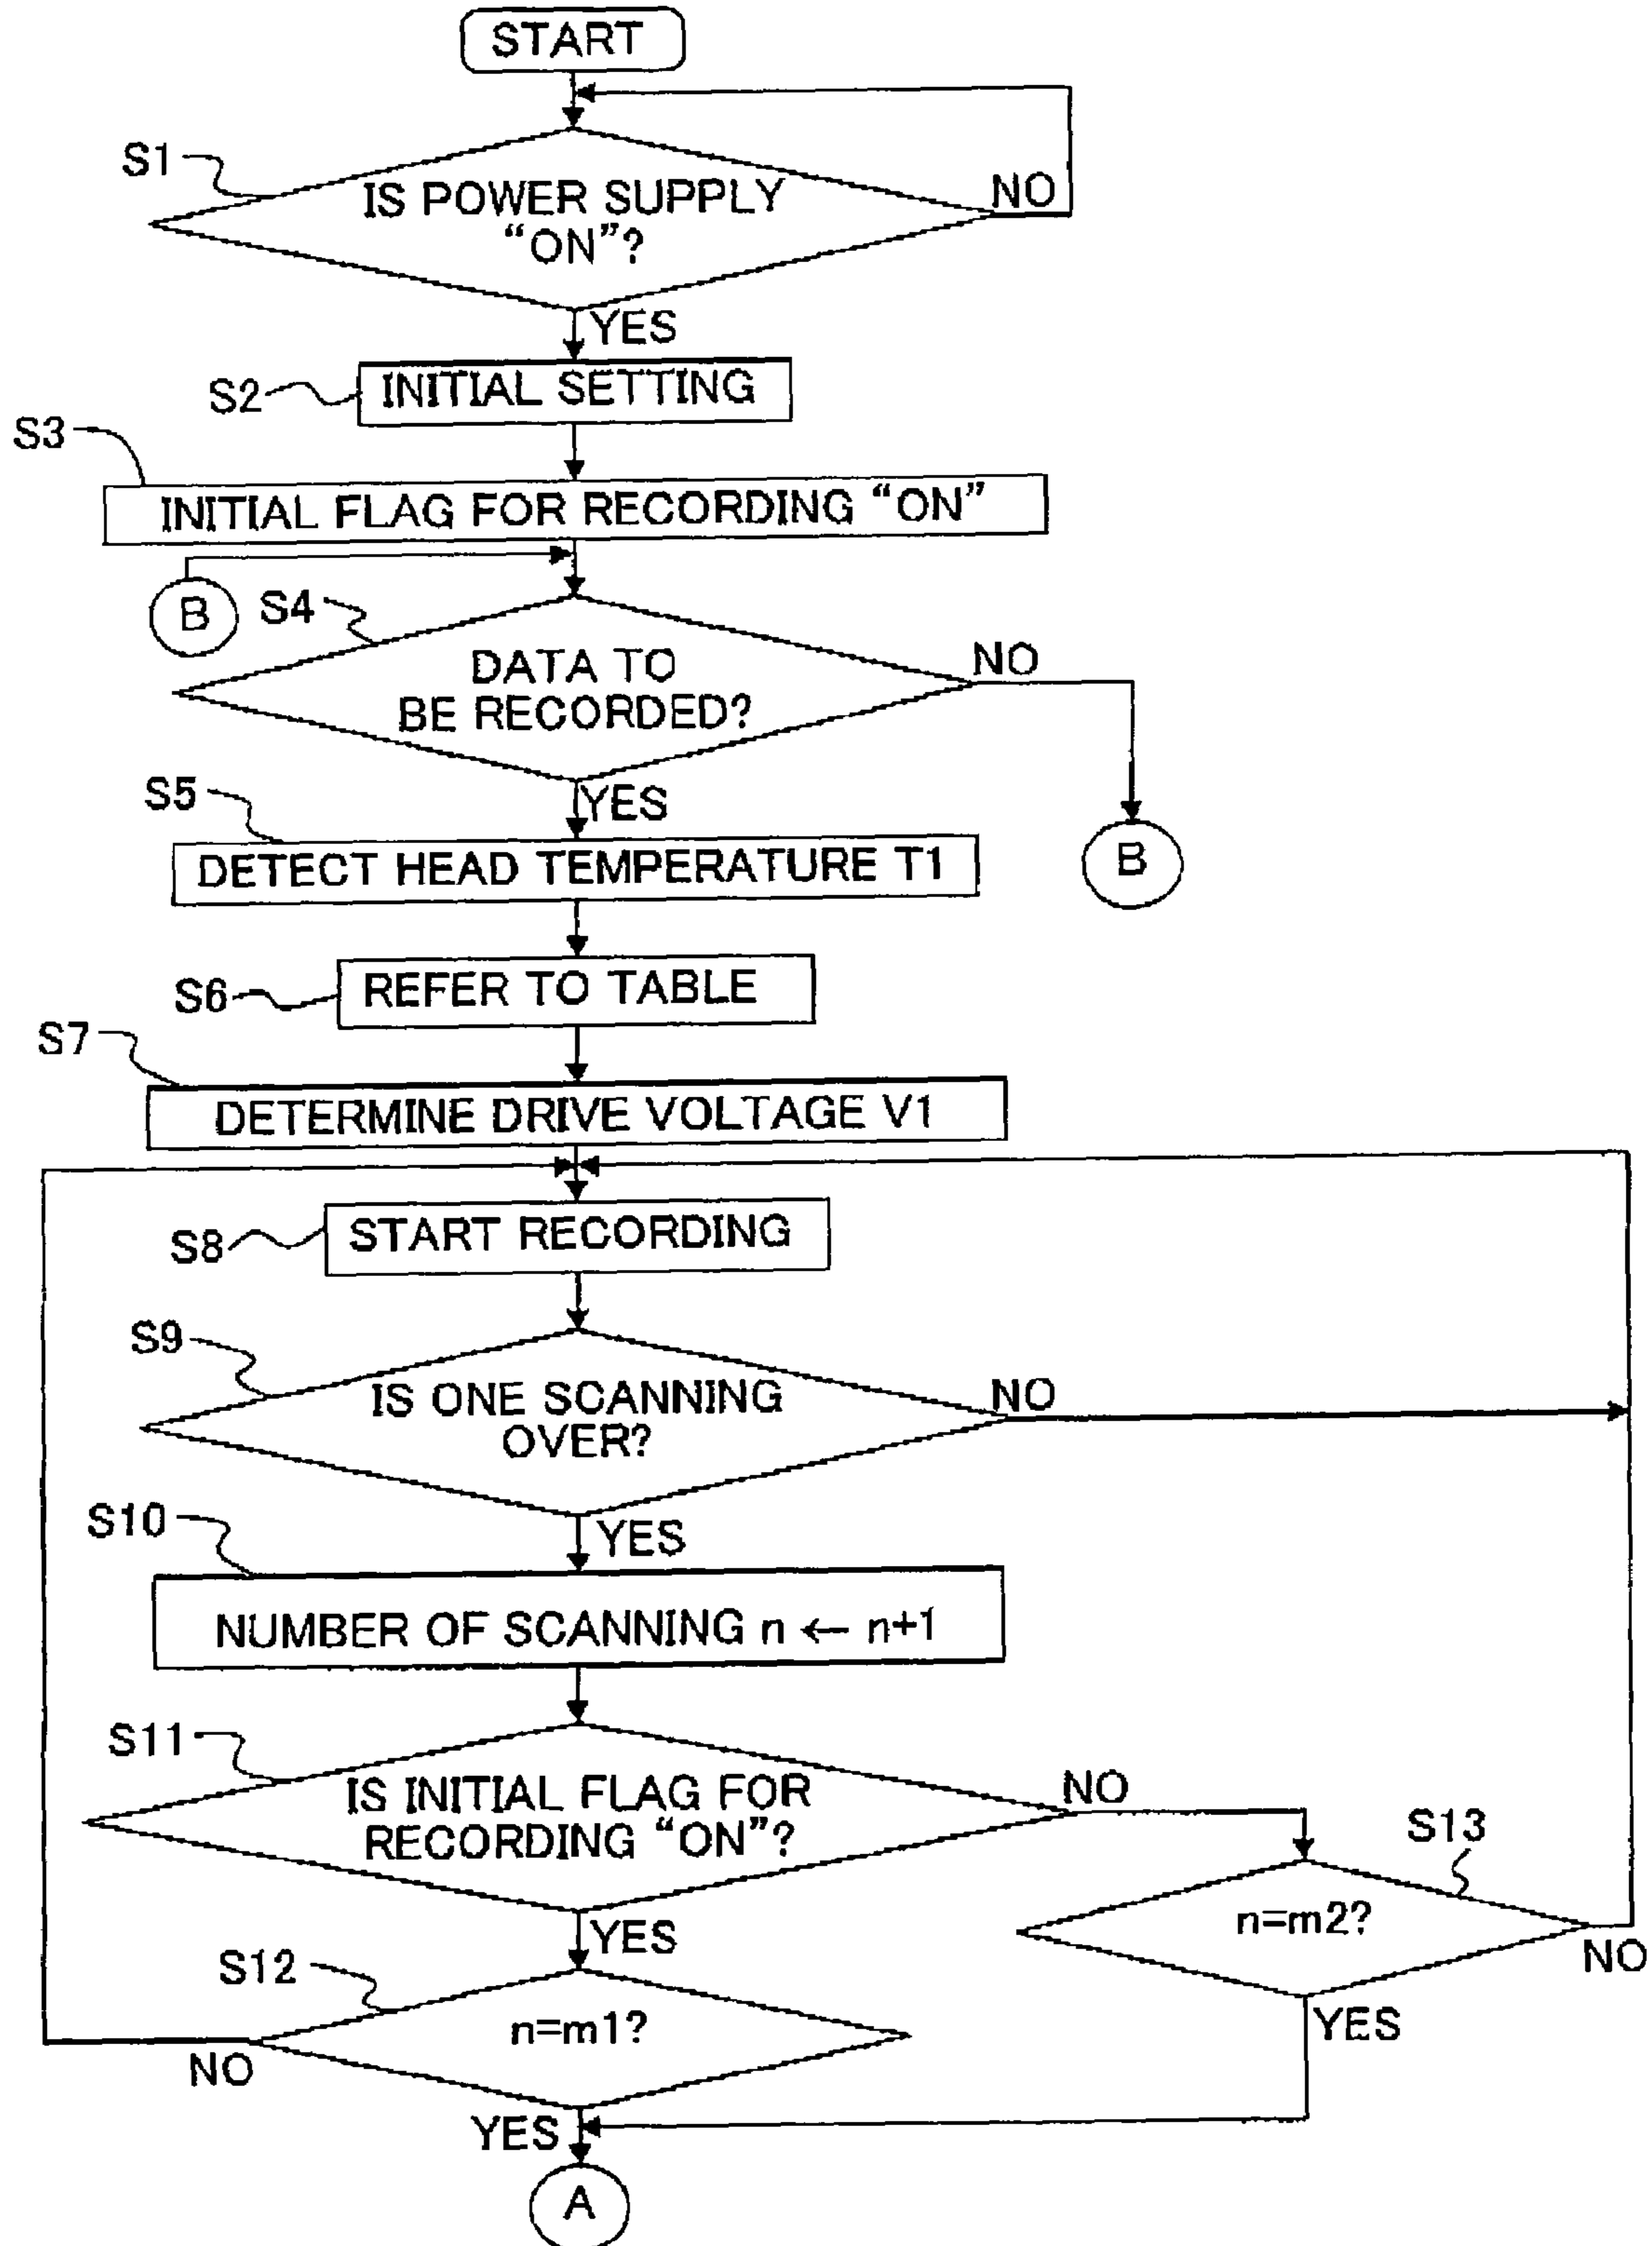 START
S1
IS POWER SUPPLY
“ON”?
NO
YES
S2
INITIAL SETTING
S3
INITIAL FLAG FOR RECORDING “ON”
B
S4
DATA TO
BE RECORDED?
NO
YES
B
S5
DETECT HEAD TEMPERATURE T1
S6
REFER TO TABLE
S7
DETERMINE DRIVE VOLTAGE V1
S8
START RECORDING
S9
IS ONE SCANNING
OVER?
NO
YES
S10
NUMBER OF SCANNING n ← n+1
S11
IS INITIAL FLAG FOR
RECORDING “ON”?
NO
YES
S13
n=m2?
NO
YES
S12
n=m1?
NO
YES
A